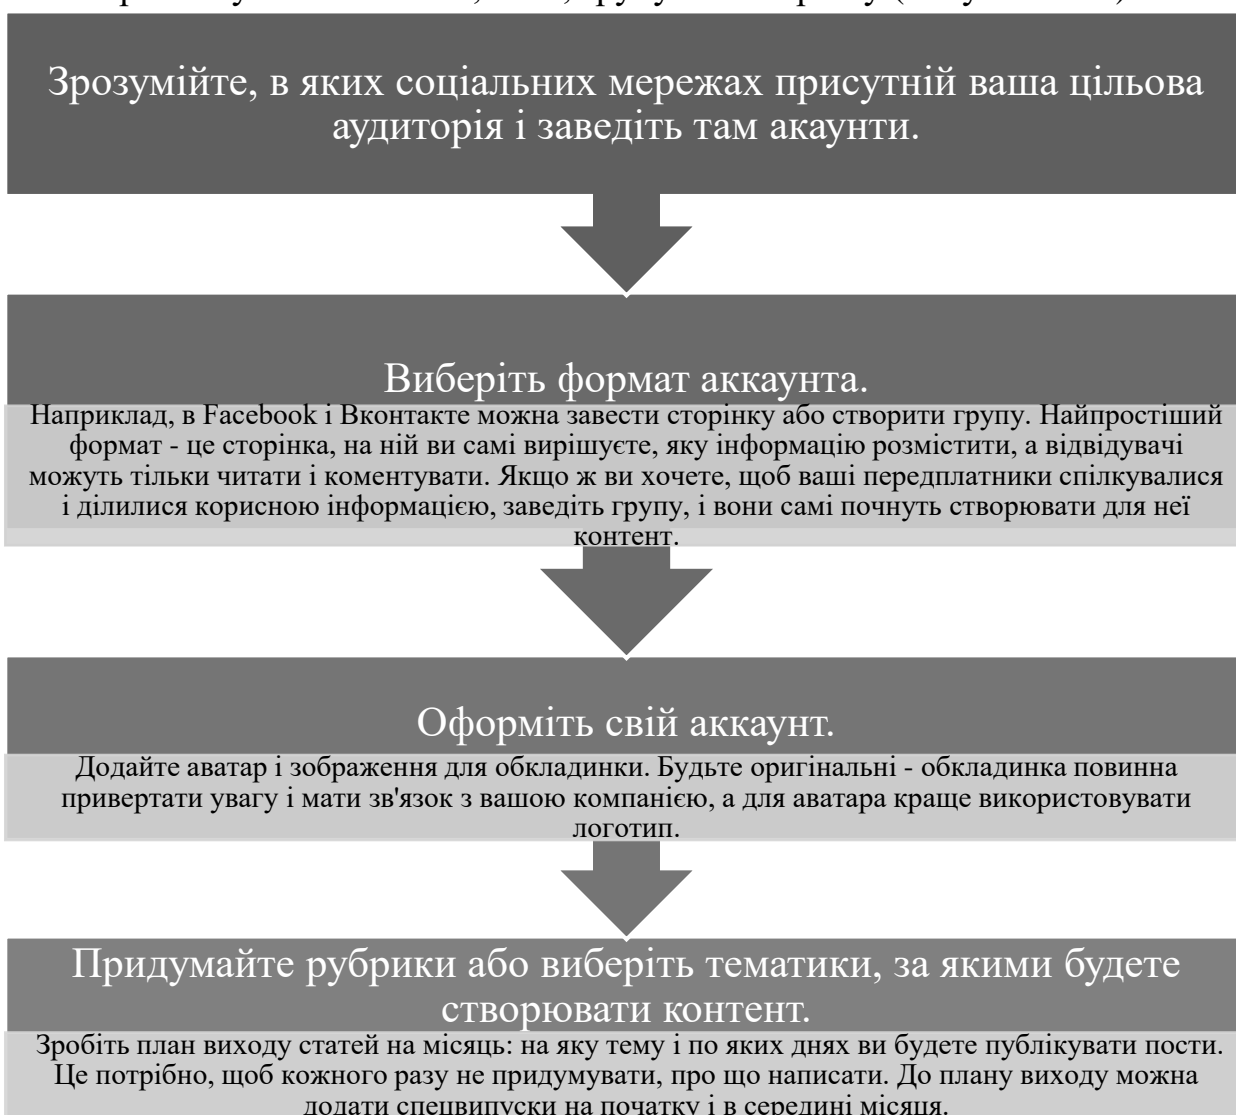 Зрозумійте, в яких соціальних мережах присутній ваша цільова
аудиторія і заведіть там акаунти.
Виберіть формат аккаунта.
Наприклад, в Facebook і Вконтакте можна завести сторінку або створити групу. Найпростіший
формат - це сторінка, на ній ви самі вирішуєте, яку інформацію розмістити, а відвідувачі
можуть тільки читати і коментувати. Якщо ж ви хочете, щоб ваші передплатники спілкувалися
і ділилися корисною інформацією, заведіть групу, і вони самі почнуть створювати для неї
контент.
Оформіть свій аккаунт.
Додайте аватар і зображення для обкладинки. Будьте оригінальні - обкладинка повинна
привертати увагу і мати зв'язок з вашою компанією, а для аватара краще використовувати
логотип.
Придумайте рубрики або виберіть тематики, за якими будете
створювати контент.
Зробіть план виходу статей на місяць: на яку тему і по яких днях ви будете публікувати пости.
Це потрібно, щоб кожного разу не придумувати, про що написати. До плану виходу можна
додати спецвипуски на початку і в середині місяця.